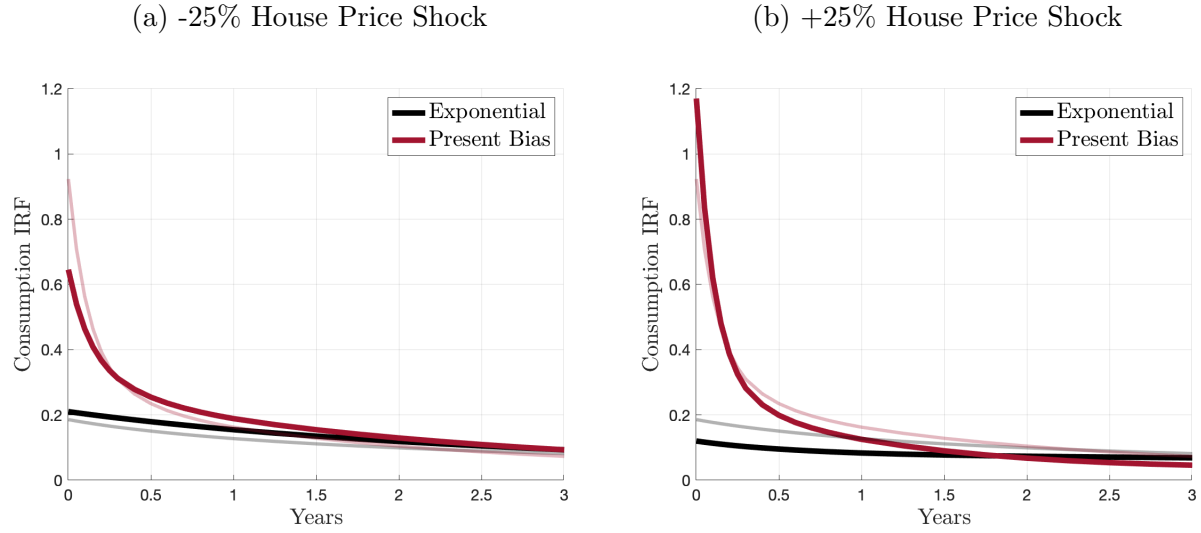 (a) -25% House Price Shock
1.2
1
0.8
0.6
0.4
0.2
0
0
0.5
1
1.5
2
2.5
3
Consumption IRF
Years
Exponential
Present Bias
(b) +25% House Price Shock
1.2
1
0.8
0.6
0.4
0.2
0
0
0.5
1
1.5
2
2.5
3
Consumption IRF
Years
Exponential
Present Bias